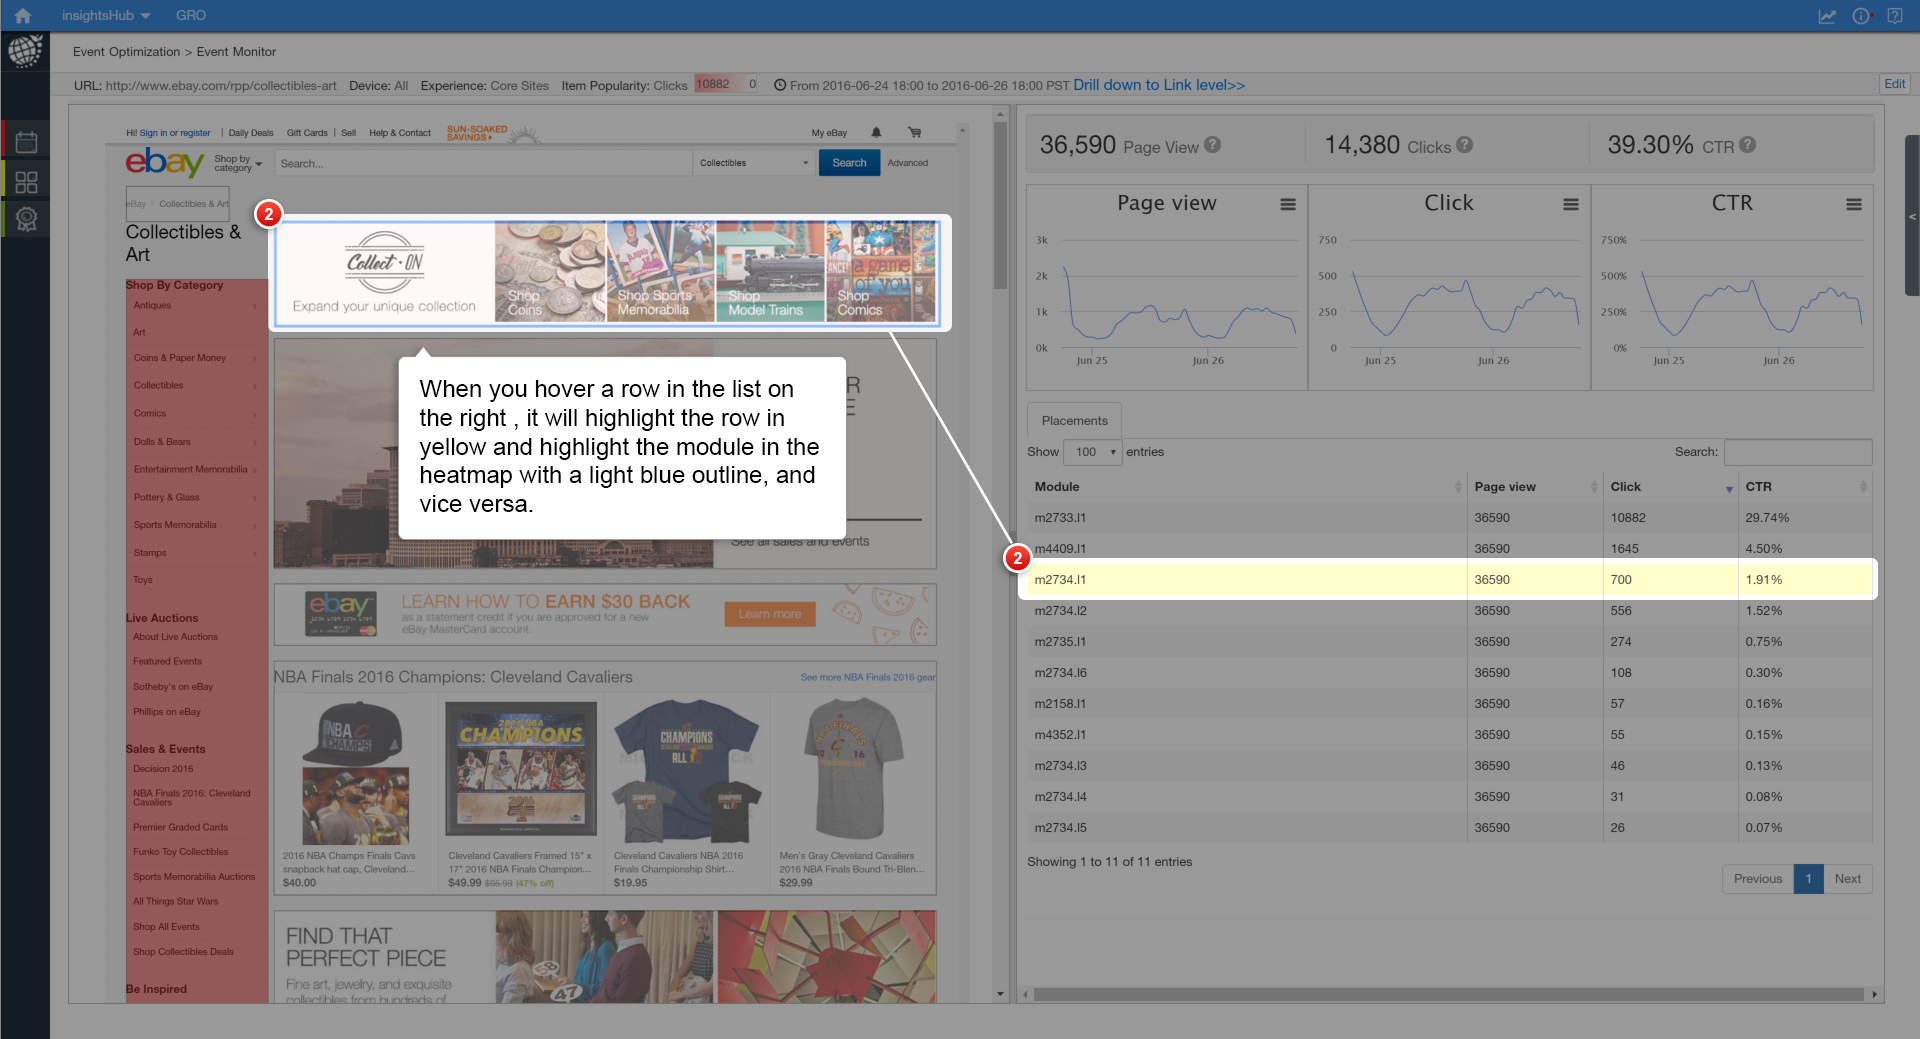 insightsHub GRO
Event Optimization > Event Monitor
URL: http://www.ebay.com/rpp/collectibles-art Device: All Experience: Core Sites Item Popularity: Clicks 10882 0 From 2016-06-24 18:00 to 2016-06-26 18:00 PST Drill down to Link level>> Edit
Hi! Sign in or register | Daily Deals Gift Cards | Sell Help & Contact SUN-SOAKED SAVINGS My eBay
ebay Shop by category Search... Collectibles Search Advanced
eBay Collectibles & Art
Collectibles &
Art
Shop By Category
Antiques
Art
Coins & Paper Money
Collectibles
Comics
Dolls & Bears
Entertainment Memorabilia
Pottery & Glass
Sports Memorabilia
Stamps
Toys
Live Auctions
About Live Auctions
Featured Events
Sotheby's on eBay
Phillips on eBay
Sales & Events
Decision 2016
NBA Finals 2016: Cleveland
Cavaliers
Premier Graded Cards
Funko Toy Collectibles
Sports Memorabilia Auctions
All Things Star Wars
Shop All Events
Shop Collectibles Deals
Be Inspired
2
Collect ON
Expand your unique collection
Shop
Coins
Shop Sports
Memorabilia
Shop
Model Trains
a game
of you
Shop
Comics
When you hover a row in the list on
the right , it will highlight the row in
yellow and highlight the module in the
heatmap with a light blue outline, and
vice versa.
R
E
See all sales and events
ebay
LEARN HOW TO EARN $30 BACK
as a statement credit if you are approved for a new
eBay MasterCard account.
Learn more
NBA Finals 2016 Champions: Cleveland Cavaliers See more NBA Finals 2016 gear
NBA
CHAMPS
2016 NBA
CHAMPIONS
2016
CHAMPIONS
ALL
2016 NBA Champs Finals Cavs
snapback hat cap, Cleveland...
$40.00
Cleveland Cavaliers Framed 15" x
17" 2016 NBA Finals Champion...
$49.99 $95.99 (47% off)
Cleveland Cavaliers NBA 2016
Finals Championship Shirt...
$19.95
Men's Gray Cleveland Cavaliers
2016 NBA Finals Bound Tri-Blen...
$29.99
FIND THAT
PERFECT PIECE
Fine art, jewelry, and exquisite
collectibles from hundreds of
8
47
36,590 Page View ? 14,380 Clicks ? 39.30% CTR ?
Page view
3k
2k
1k
0k
Jun 25 Jun 26
Click
750
500
250
0
Jun 25 Jun 26
CTR
750%
500%
250%
0%
Jun 25 Jun 26
<
Placements
Show 100 entries Search:
Module Page view Click CTR
m2733.l1 36590 10882 29.74%
m4409.l1 36590 1645 4.50%
2
m2734.l1 36590 700 1.91%
m2734.l2 36590 556 1.52%
m2735.l1 36590 274 0.75%
m2734.l6 36590 108 0.30%
m2158.l1 36590 57 0.16%
m4352.l1 36590 55 0.15%
m2734.l3 36590 46 0.13%
m2734.l4 36590 31 0.08%
m2734.l5 36590 26 0.07%
Showing 1 to 11 of 11 entries
Previous 1 Next